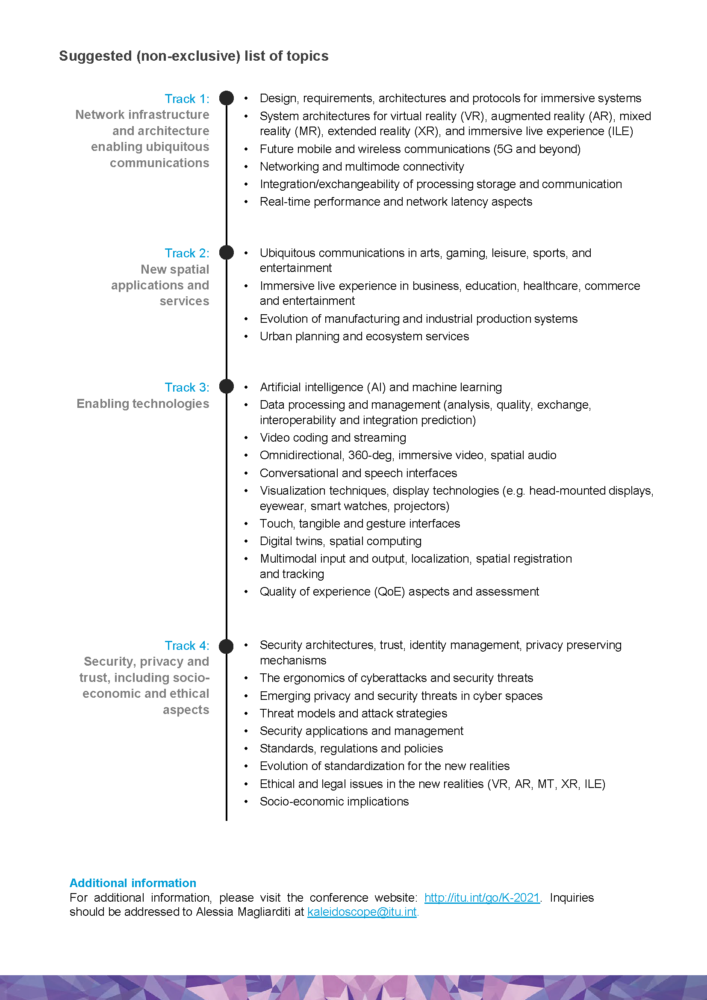 Suggested (non-exclusive) list of topics
Track 1:
Network infrastructure
and architecture
enabling ubiquitous
communications
• Design, requirements, architectures and protocols for immersive systems
• System architectures for virtual reality (VR), augmented reality (AR), mixed
reality (MR), extended reality (XR), and immersive live experience (ILE)
• Future mobile and wireless communications (5G and beyond)
• Networking and multimode connectivity
• Integration/exchangeability of processing storage and communication
• Real-time performance and network latency aspects
Track 2:
New spatial
applications and
services
• Ubiquitous communications in arts, gaming, leisure, sports, and
entertainment
• Immersive live experience in business, education, healthcare, commerce
and entertainment
• Evolution of manufacturing and industrial production systems
• Urban planning and ecosystem services
Track 3:
Enabling technologies
• Artificial intelligence (AI) and machine learning
• Data processing and management (analysis, quality, exchange,
interoperability and integration prediction)
• Video coding and streaming
• Omnidirectional, 360-deg, immersive video, spatial audio
• Conversational and speech interfaces
• Visualization techniques, display technologies (e.g. head-mounted displays,
eyewear, smart watches, projectors)
• Touch, tangible and gesture interfaces
• Digital twins, spatial computing
• Multimodal input and output, localization, spatial registration
and tracking
• Quality of experience (QoE) aspects and assessment
Track 4:
Security, privacy and
trust, including socio-
economic and ethical
aspects
• Security architectures, trust, identity management, privacy preserving
mechanisms
• The ergonomics of cyberattacks and security threats
• Emerging privacy and security threats in cyber spaces
• Threat models and attack strategies
• Security applications and management
• Standards, regulations and policies
• Evolution of standardization for the new realities
• Ethical and legal issues in the new realities (VR, AR, MT, XR, ILE)
• Socio-economic implications
Additional information
For additional information, please visit the conference website: http://itu.int/go/K-2021. Inquiries
should be addressed to Alessia Magliarditi at kaleidoscope@itu.int.